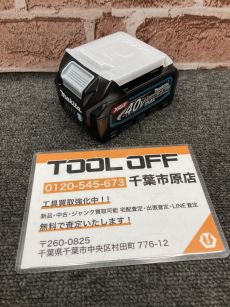 makita
XGT
40Vmax
TOOL OFF
0120-545-673 千葉市原店
工具買取強化中！！
新品・中古・ジャンク買取可能 宅配査定・出張査定・LINE査定
無料で査定いたします！
〒260-0825
千葉県千葉市中央区村田町 776-12